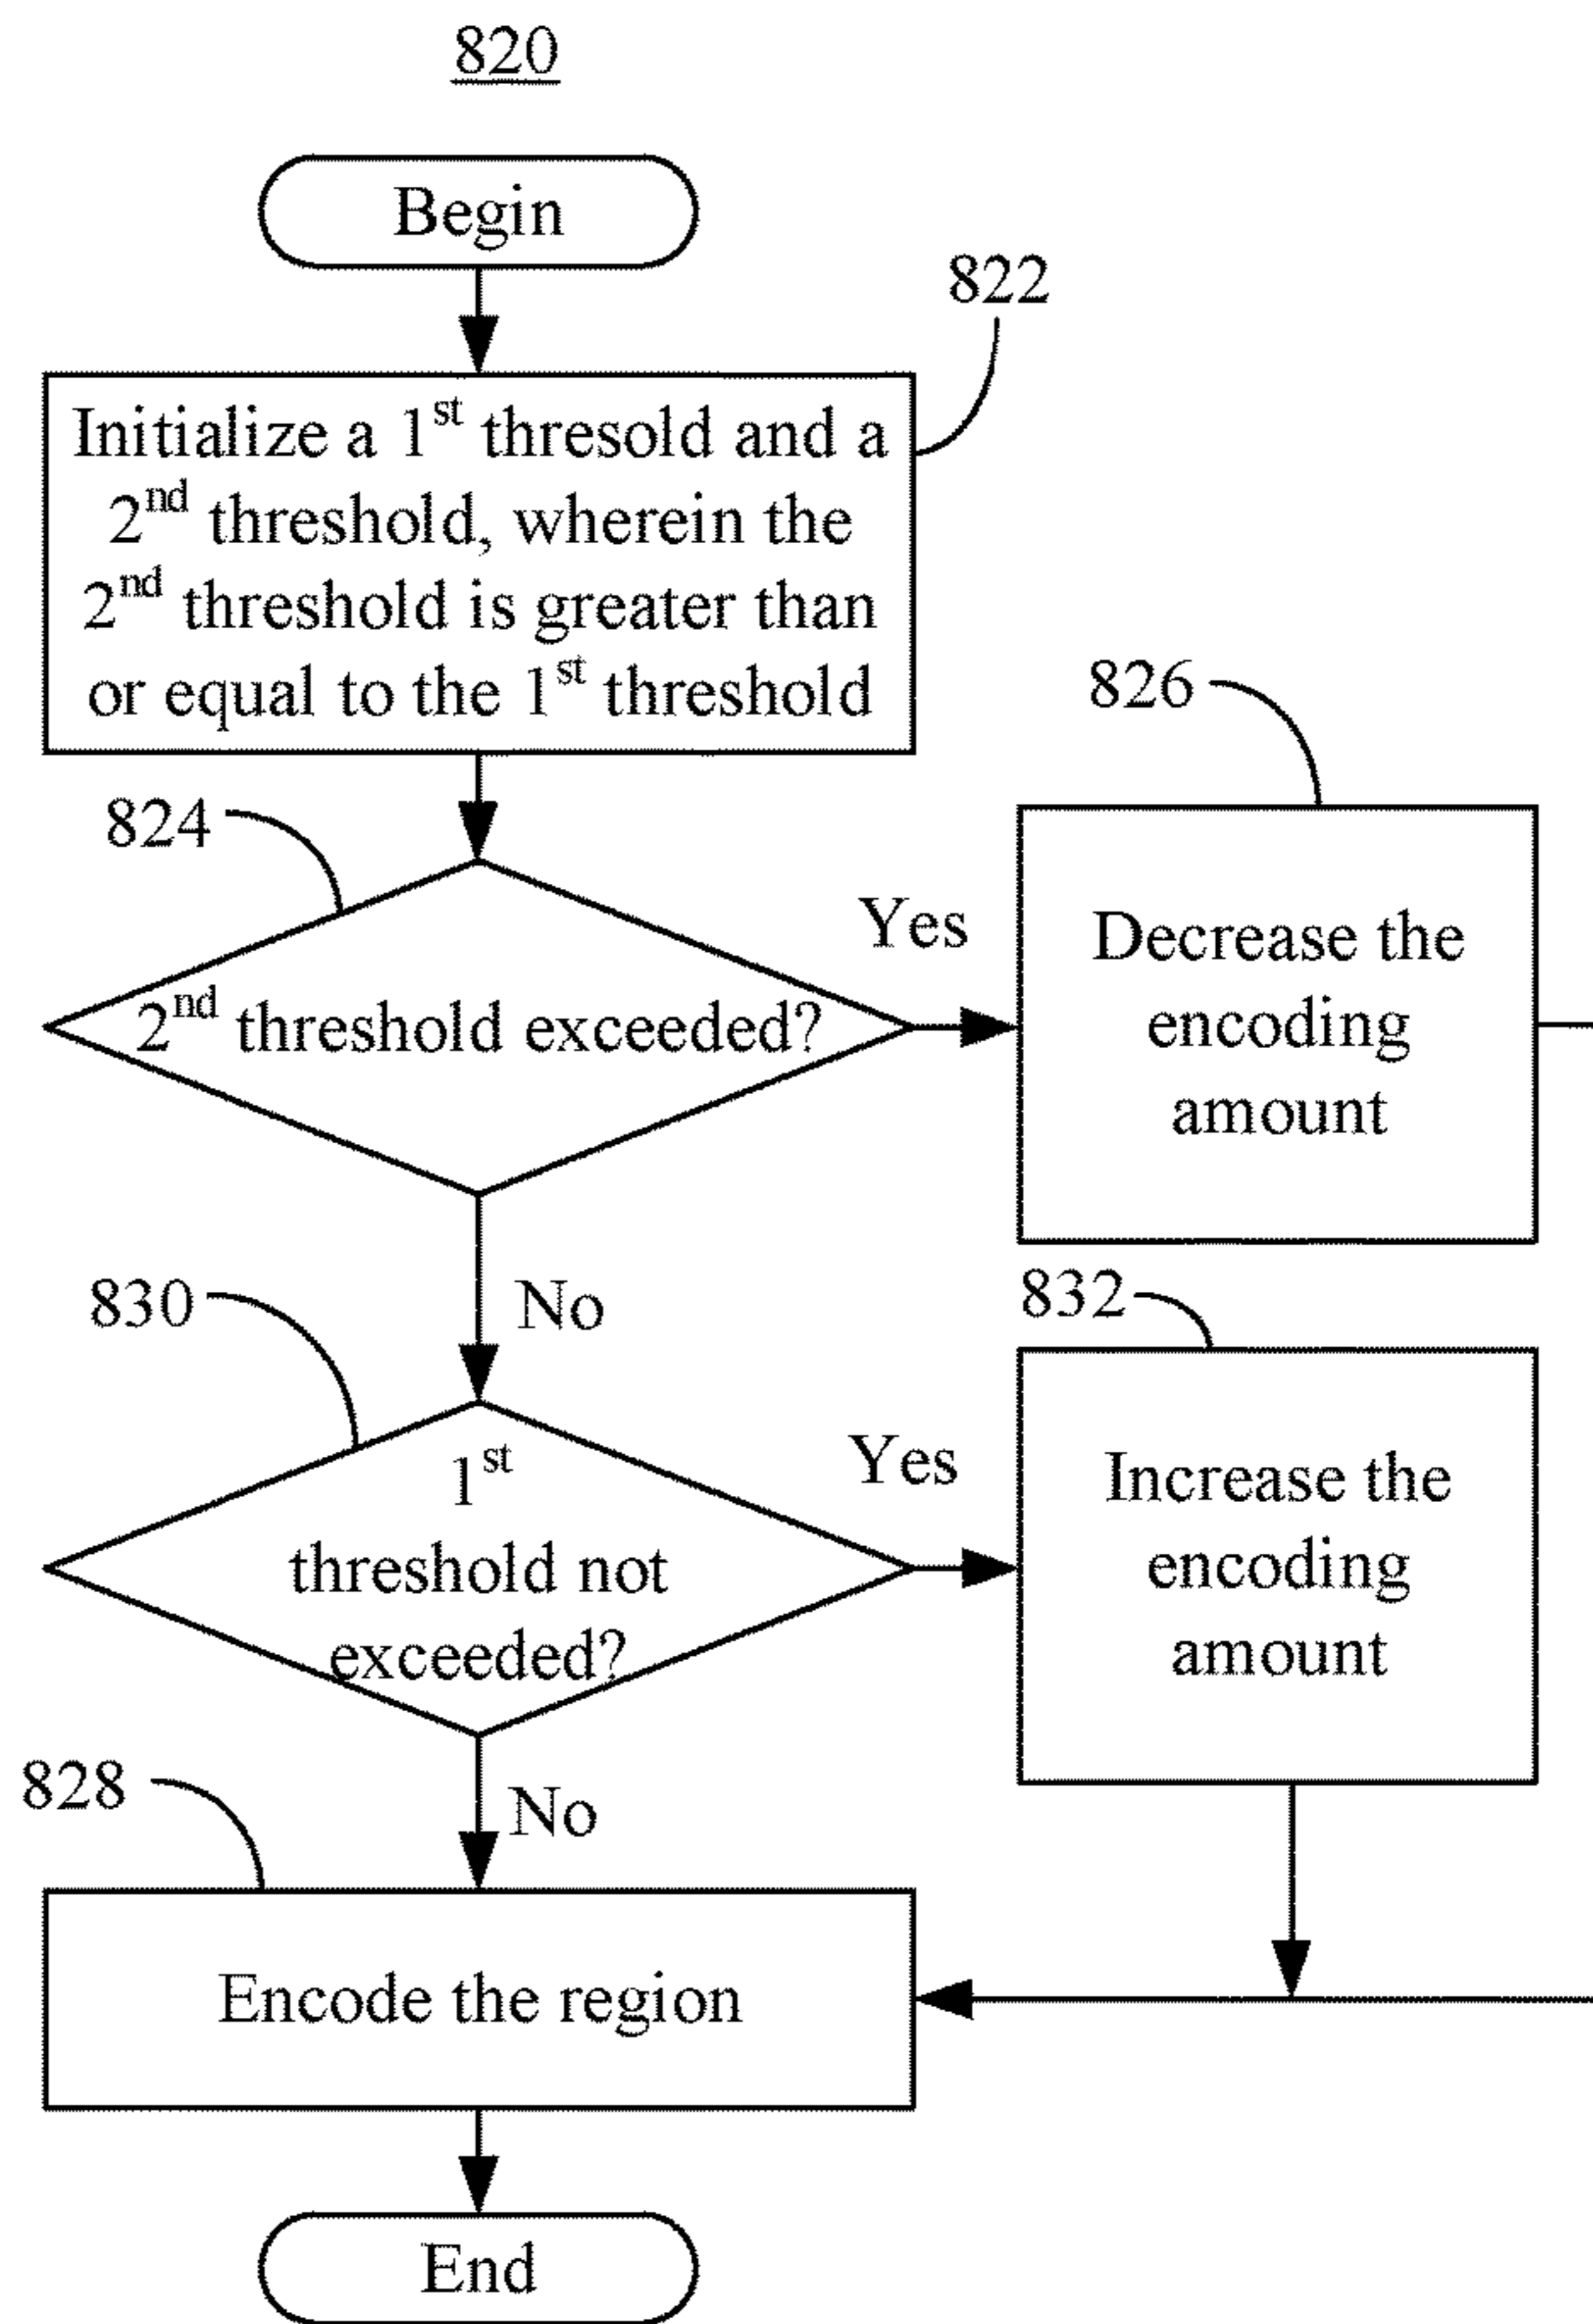 820
Begin
822
Initialize a 1st thresold and a
2nd threshold, wherein the
2nd threshold is greater than
or equal to the 1st threshold
826
824
Yes
Decrease the
encoding
amount
2nd threshold exceeded?
No
830
832
1st
threshold not
exceeded?
Yes
Increase the
encoding
amount
828
No
Encode the region
End